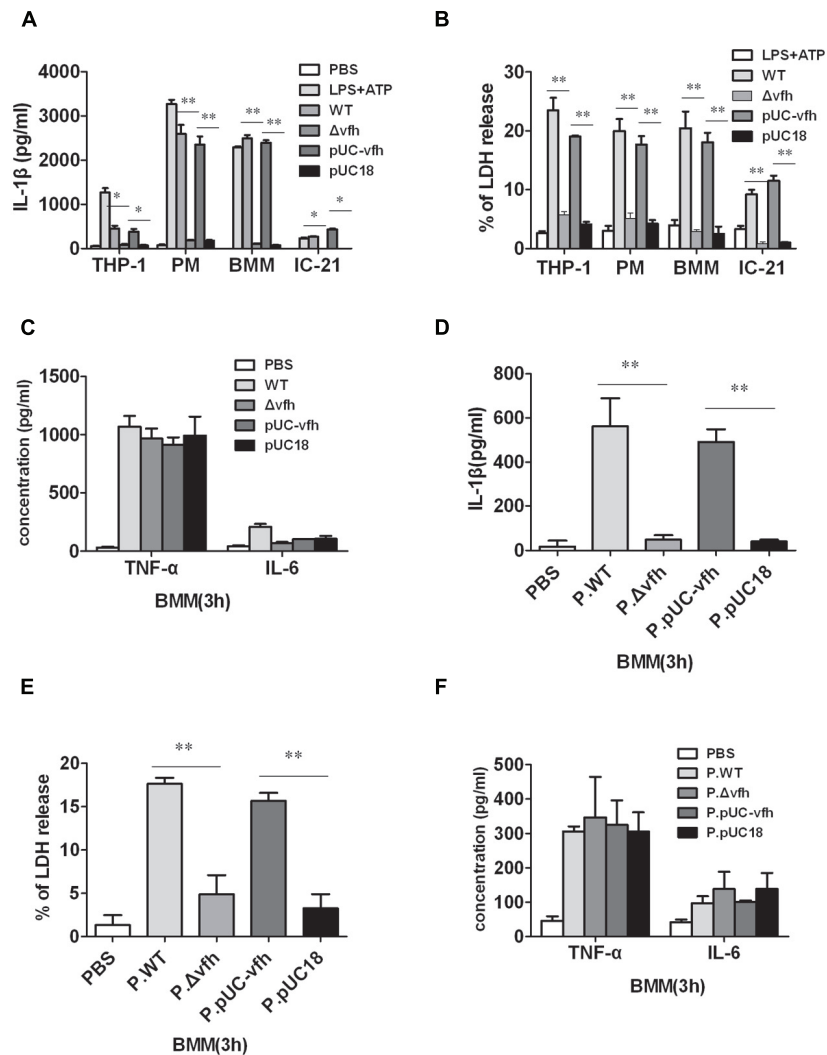 A
IL-1β (pg/ml)
4000
3000
2000
1000
0
PBS
LPS+ATP
WT
Δvfh
pUC-vfh
pUC18
** ** ** **
* * * *
THP-1 PM BMM IC-21
B
% of LDH release
30
20
10
0
LPS+ATP
WT
Δvfh
pUC-vfh
pUC18
** ** ** ** ** ** ** **
THP-1 PM BMM IC-21
C
concentration (pg/ml)
1500
1000
500
0
PBS
WT
Δvfh
pUC-vfh
pUC18
TNF-α IL-6
BMM(3h)
D
IL-1β(pg/ml)
800
600
400
200
0
** **
PBS P.WT P.Δvfh P.pUC-vfh P.pUC18
BMM(3h)
E
% of LDH release
20
15
10
5
0
** **
PBS P.WT P.Δvfh P.pUC-vfh P.pUC18
BMM(3h)
F
concentration (pg/ml)
500
400
300
200
100
0
PBS
P.WT
P.Δvfh
P.pUC-vfh
P.pUC18
TNF-α IL-6
BMM(3h)